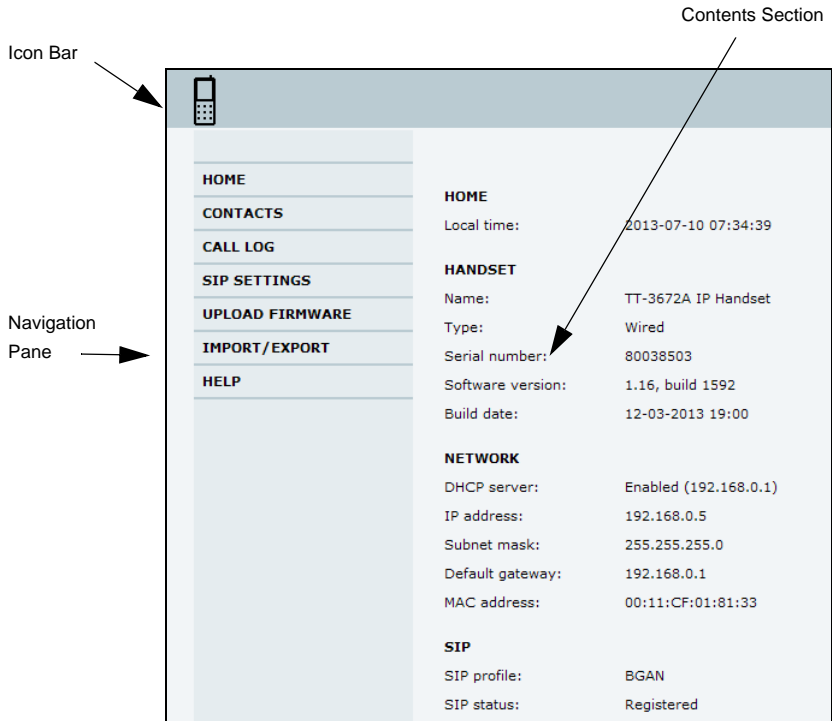 Contents Section
Icon Bar
Navigation
Pane
HOME
CONTACTS
CALL LOG
SIP SETTINGS
UPLOAD FIRMWARE
IMPORT/EXPORT
HELP
HOME
Local time: 2013-07-10 07:34:39
HANDSET
Name: TT-3672A IP Handset
Type: Wired
Serial number: 80038503
Software version: 1.16, build 1592
Build date: 12-03-2013 19:00
NETWORK
DHCP server: Enabled (192.168.0.1)
IP address: 192.168.0.5
Subnet mask: 255.255.255.0
Default gateway: 192.168.0.1
MAC address: 00:11:CF:01:81:33
SIP
SIP profile: BGAN
SIP status: Registered